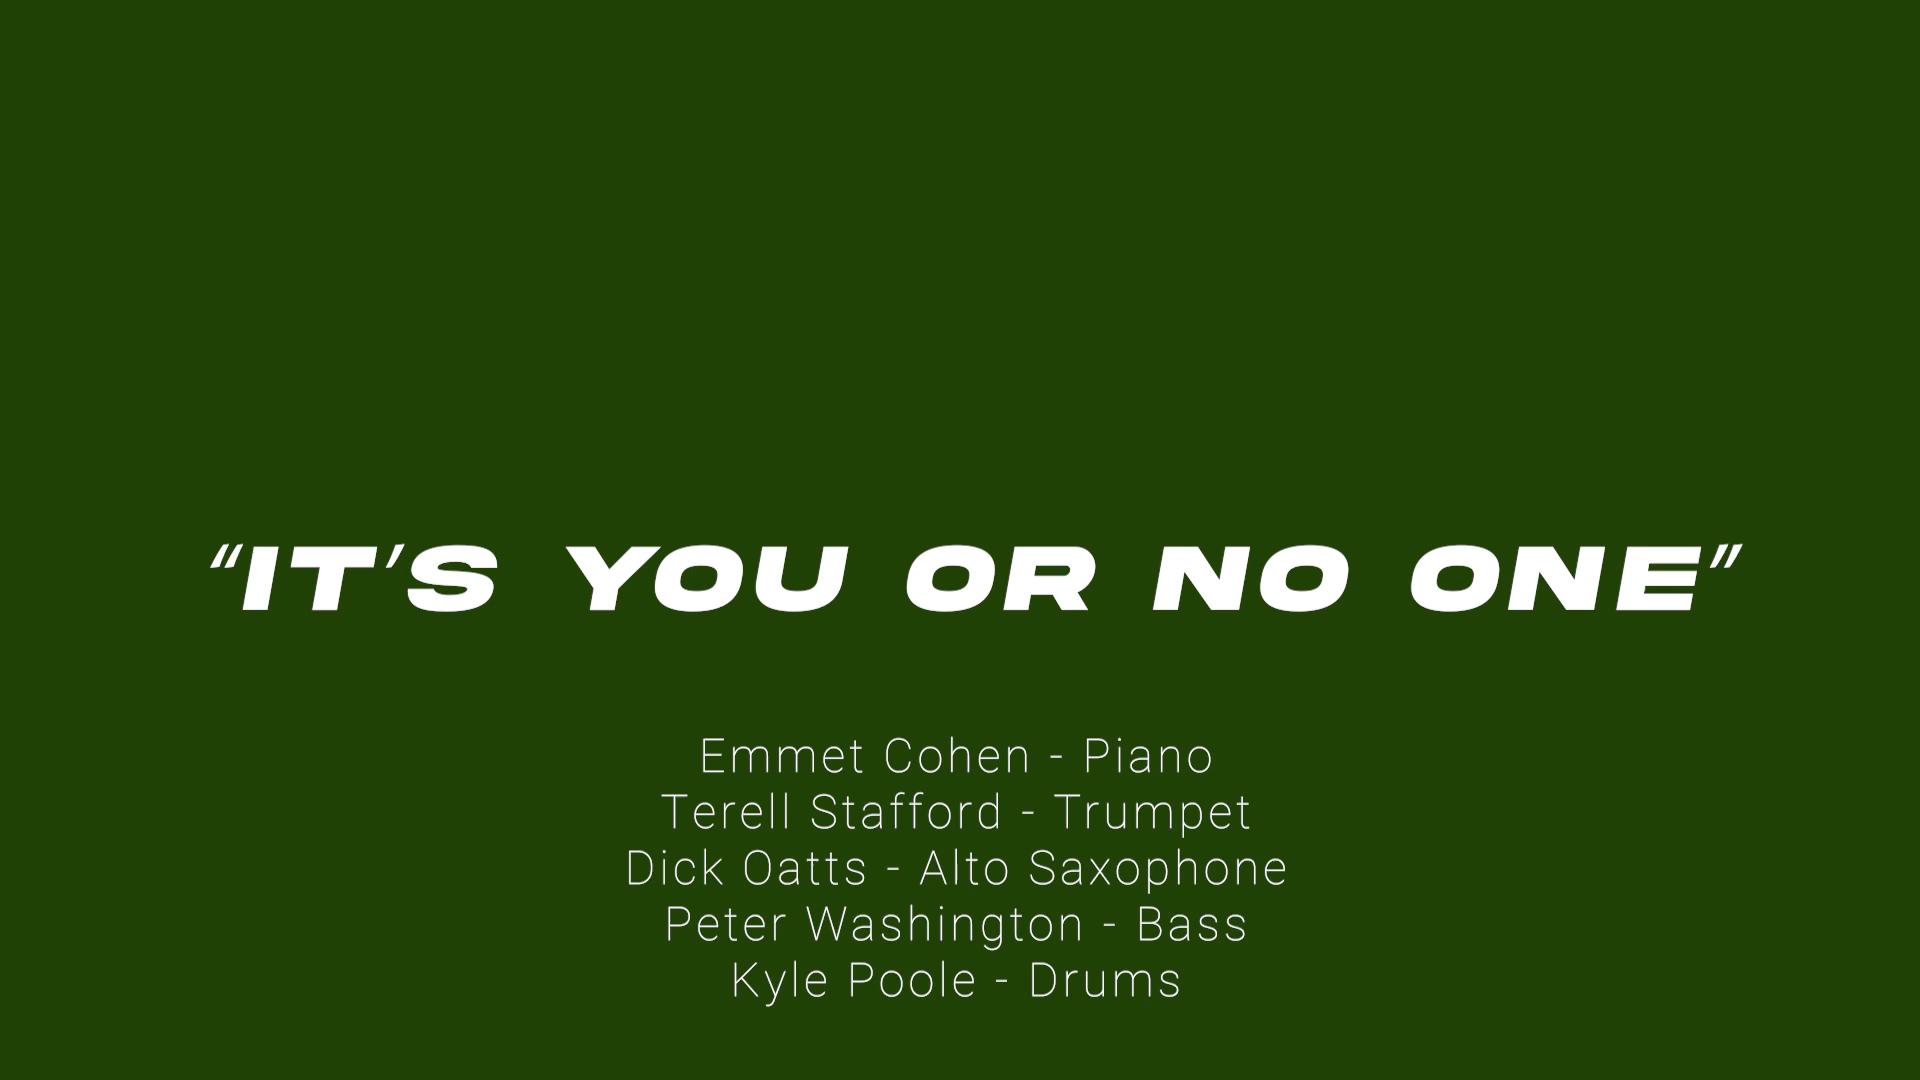 “IT’S YOU OR NO ONE”
Emmet Cohen - Piano
Terell Stafford - Trumpet
Dick Oatts - Alto Saxophone
Peter Washington - Bass
Kyle Poole - Drums